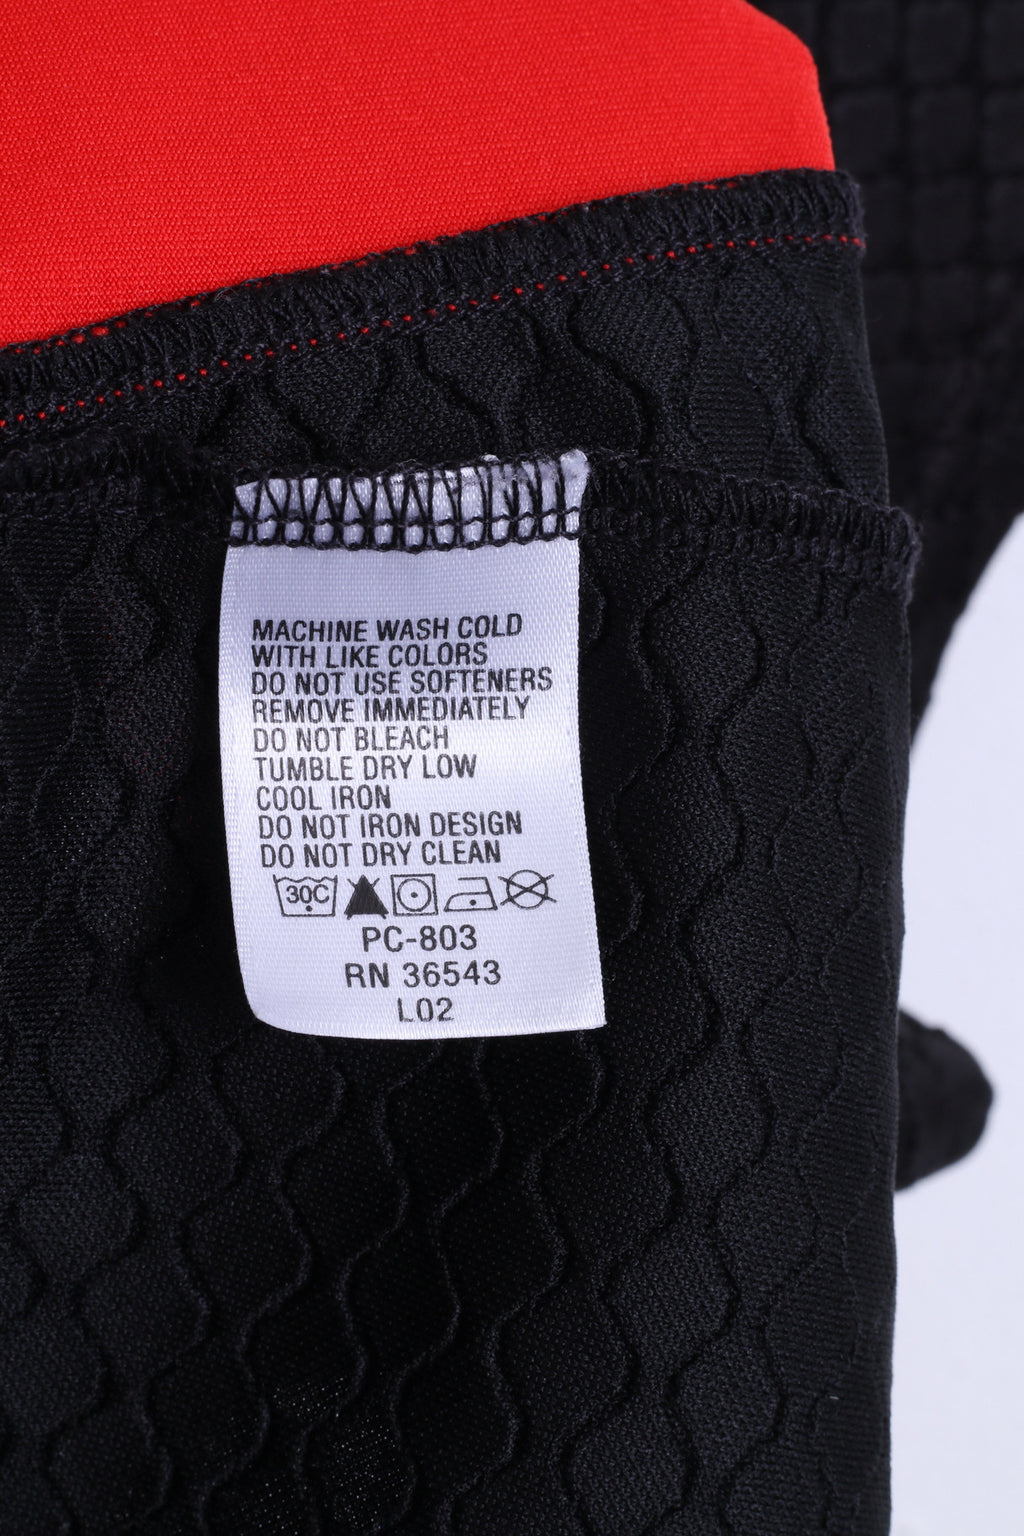 MACHINE WASH COLD
WITH LIKE COLORS
DO NOT USE SOFTENERS
REMOVE IMMEDIATELY
DO NOT BLEACH
TUMBLE DRY LOW
COOL IRON
DO NOT IRON DESIGN
DO NOT DRY CLEAN
30C
PC-803
RN 36543
L02